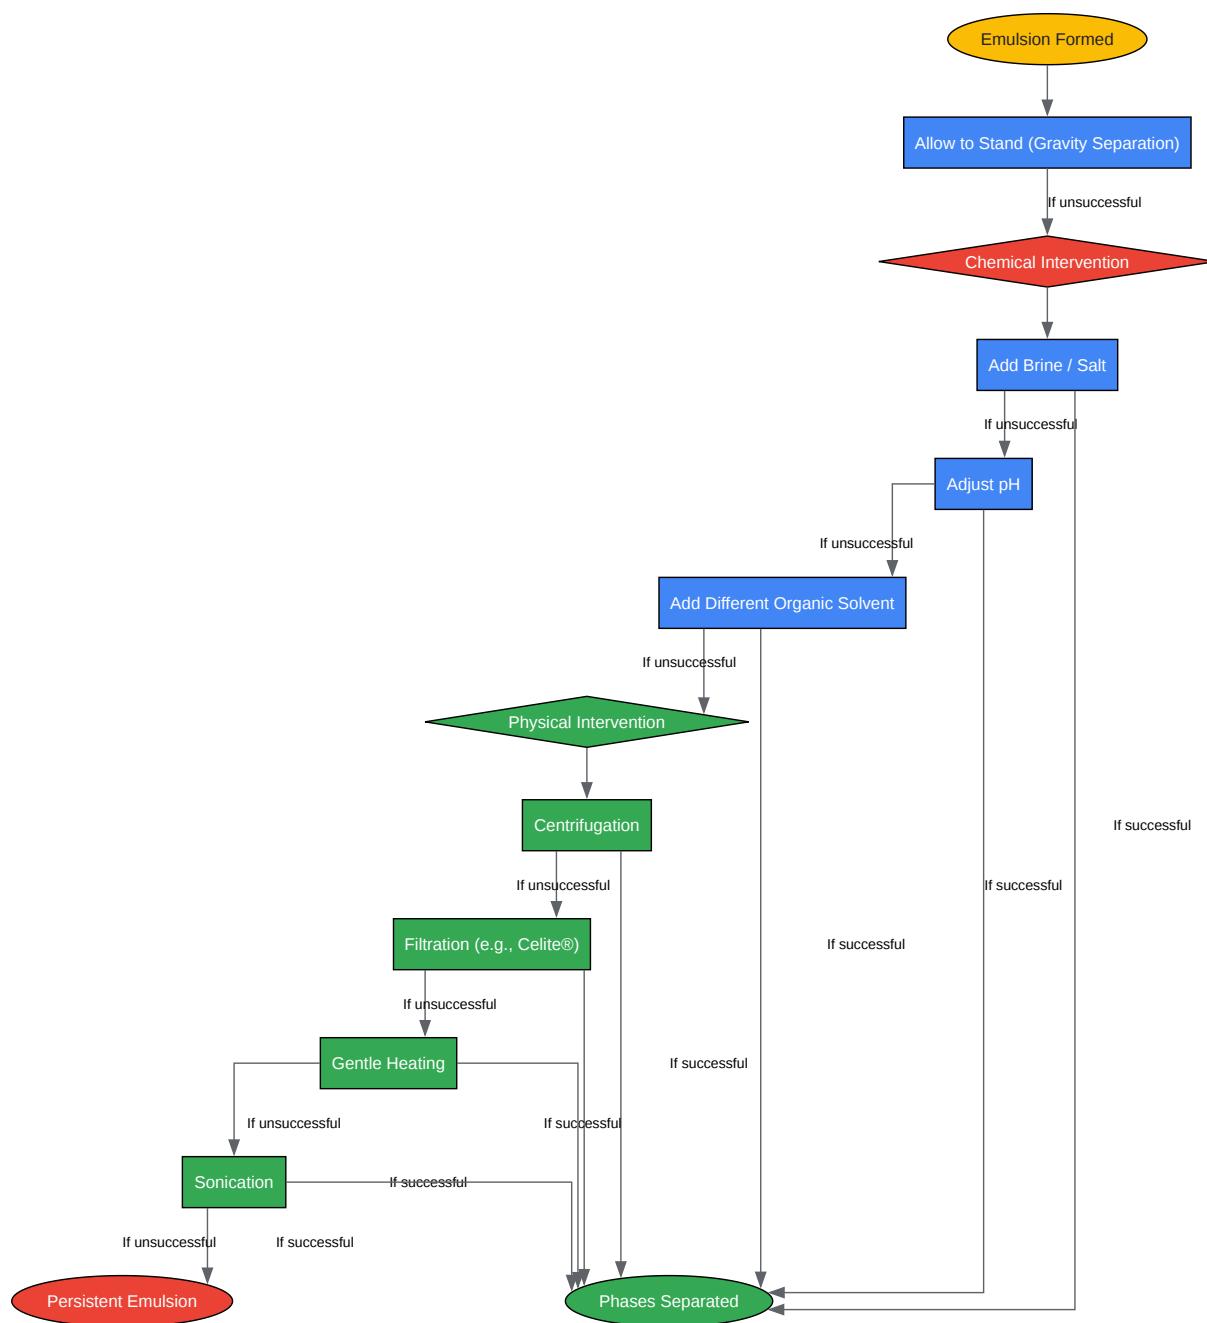 Emulsion Formed
Allow to Stand (Gravity Separation)
If unsuccessful
Chemical Intervention
Add Brine / Salt
If unsuccessful
Adjust pH
If unsuccessful
Add Different Organic Solvent
If unsuccessful
Physical Intervention
Centrifugation
If successful
If unsuccessful
If successful
Filtration (e.g., Celite®)
If successful
If unsuccessful
Gentle Heating
If successful
If unsuccessful
If successful
Sonication
If successful
If unsuccessful
If successful
Persistent Emulsion
Phases Separated